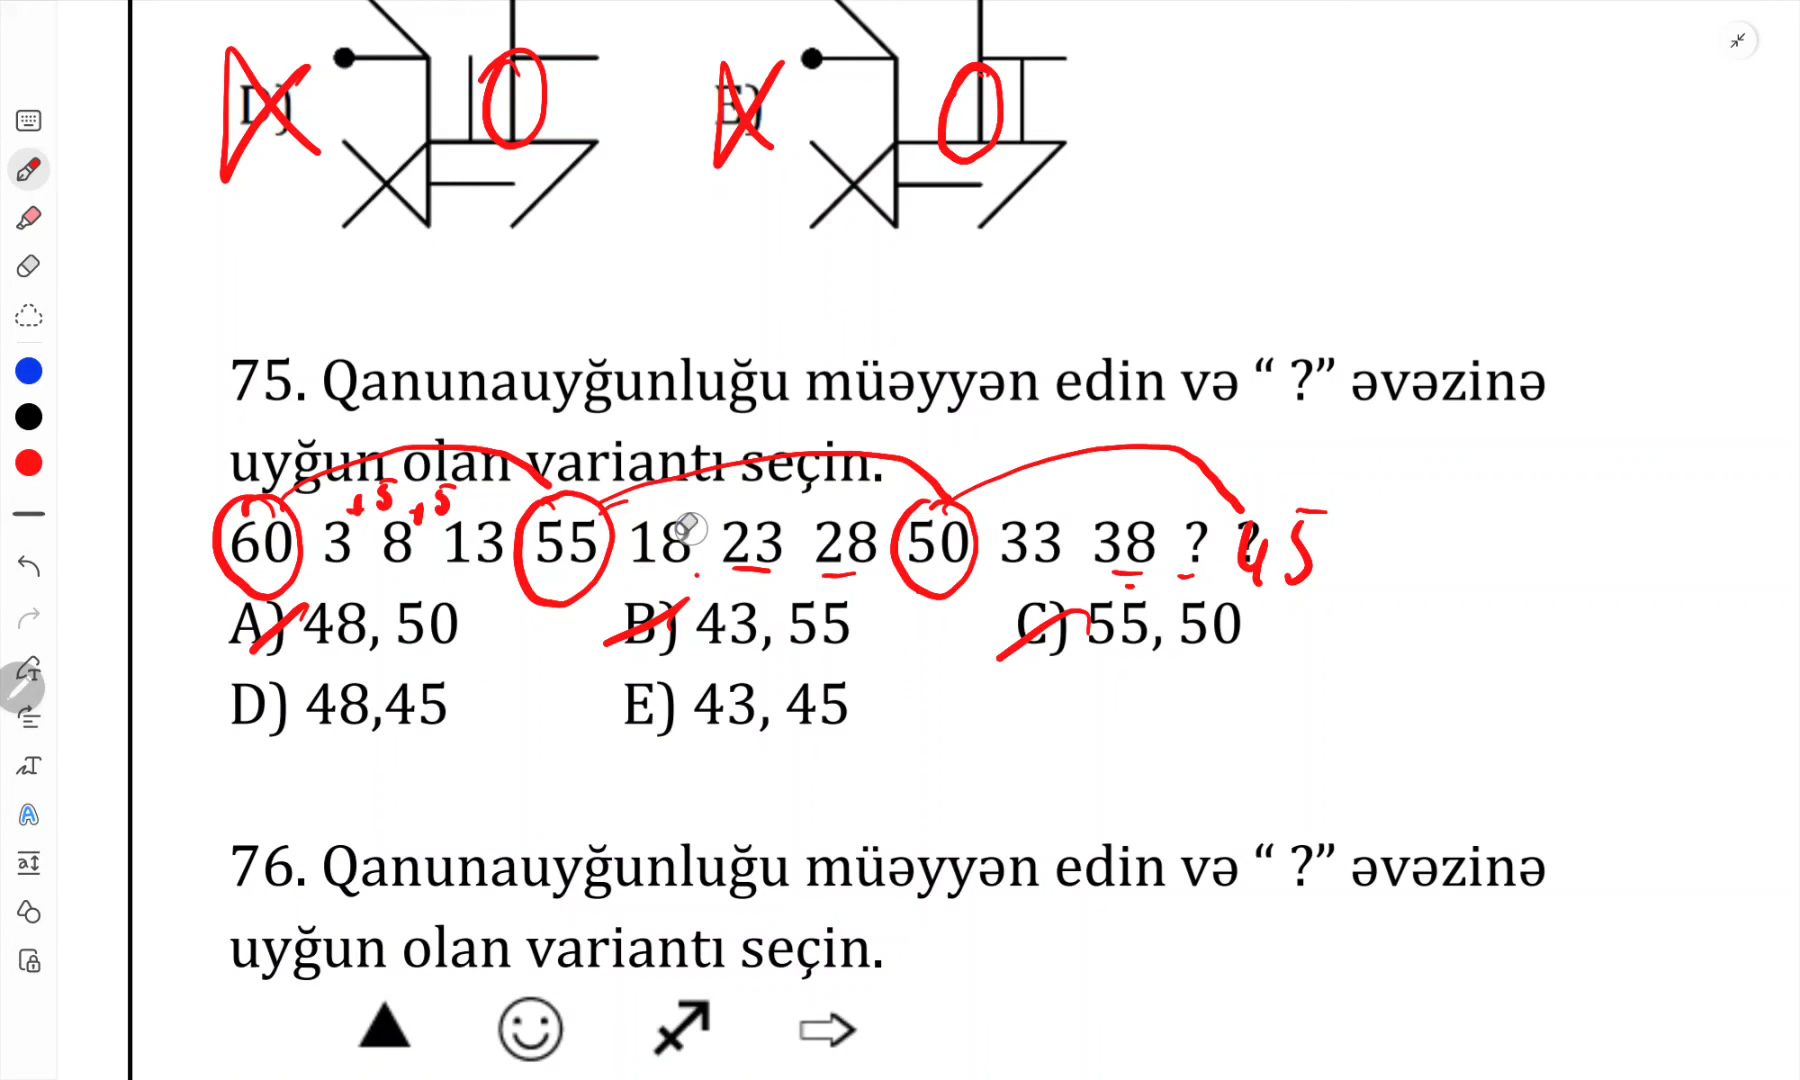 D)
E)
75. Qanunauyğunluğu müəyyən edin və “ ?” əvəzinə
uyğun olan variantı seçin.
+5 +5
60 3 8 13 55 18 23 28 50 33 38 ? ? 45
A) 48, 50 B) 43, 55 C) 55, 50
D) 48,45 E) 43, 45
76. Qanunauyğunluğu müəyyən edin və “ ?” əvəzinə
uyğun olan variantı seçin.